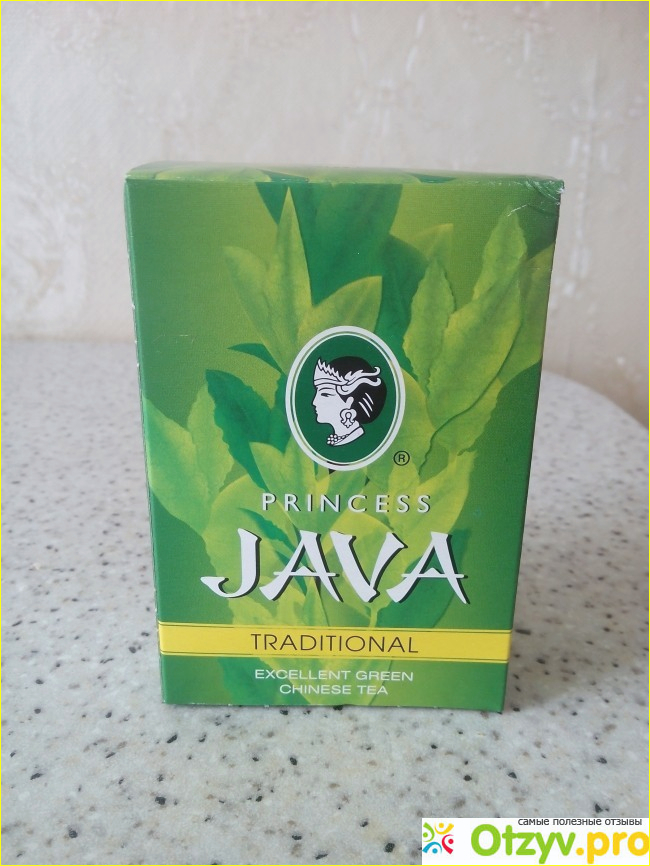 ®
PRINCESS
JAVA
TRADITIONAL
EXCELLENT GREEN
CHINESE TEA
самые полезные отзывы
Otzyv.pro